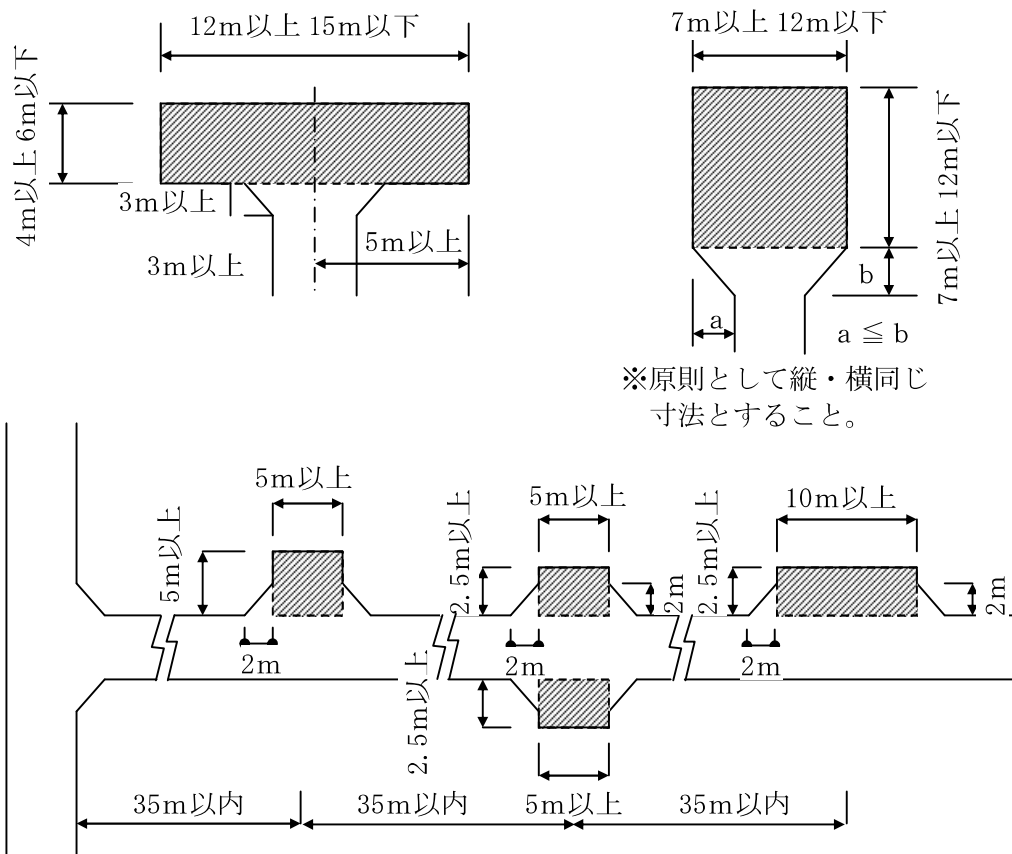 12m以上 15m以下
4m以上 6m以下
3m以上
3m以上
5m以上
7m以上 12m以下
7m以上 12m以下
b
a
a ≦ b
※原則として縦・横同じ
寸法とすること。
5m以上
5m以上
2m
5m以上
2.5m以上
2m
2m
2.5m以上
5m以上
10m以上
2.5m以上
2m
2m
35m以内
35m以内
35m以内